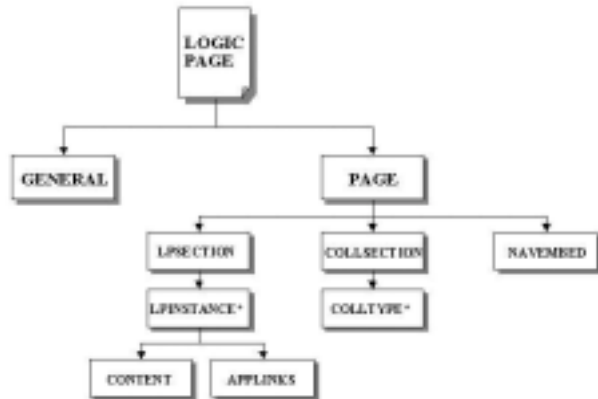 LOGIC
PAGE
GENERAL
PAGE
LPSECTION
COLLSECTION
NAVEMBED
LPINSTANCE*
COLLTYPE*
CONTENT
APPLINKS